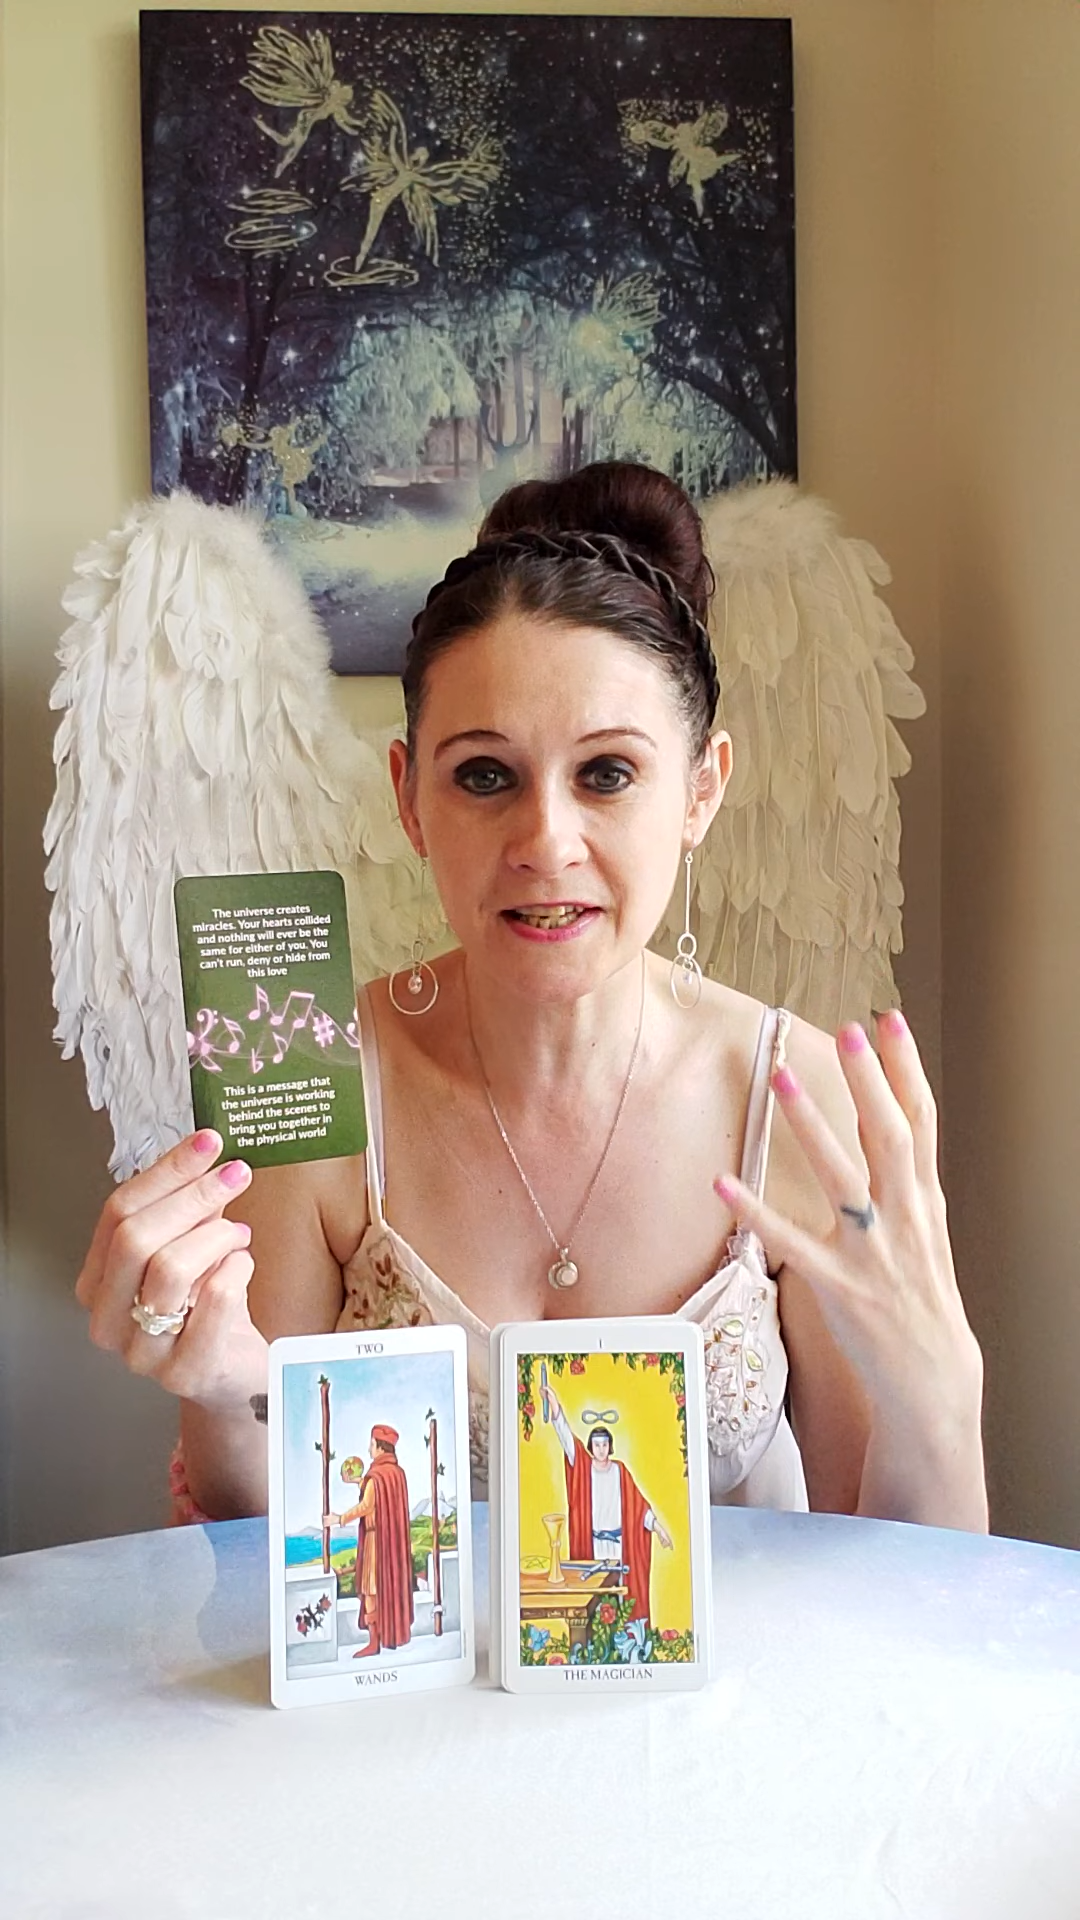 The universe creates
miracles. Your hearts collided
and nothing will ever be the
same for either of you. You
can't run, deny or hide from
this love
This is a message that
the universe is working
behind the scenes to
bring you together in
the physical world
TWO
WANDS
I
THE MAGICIAN